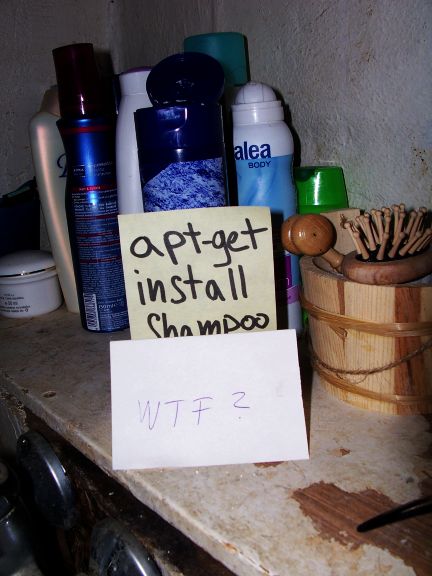 alea
BODY
apt-get
install
shampoo
WTF?